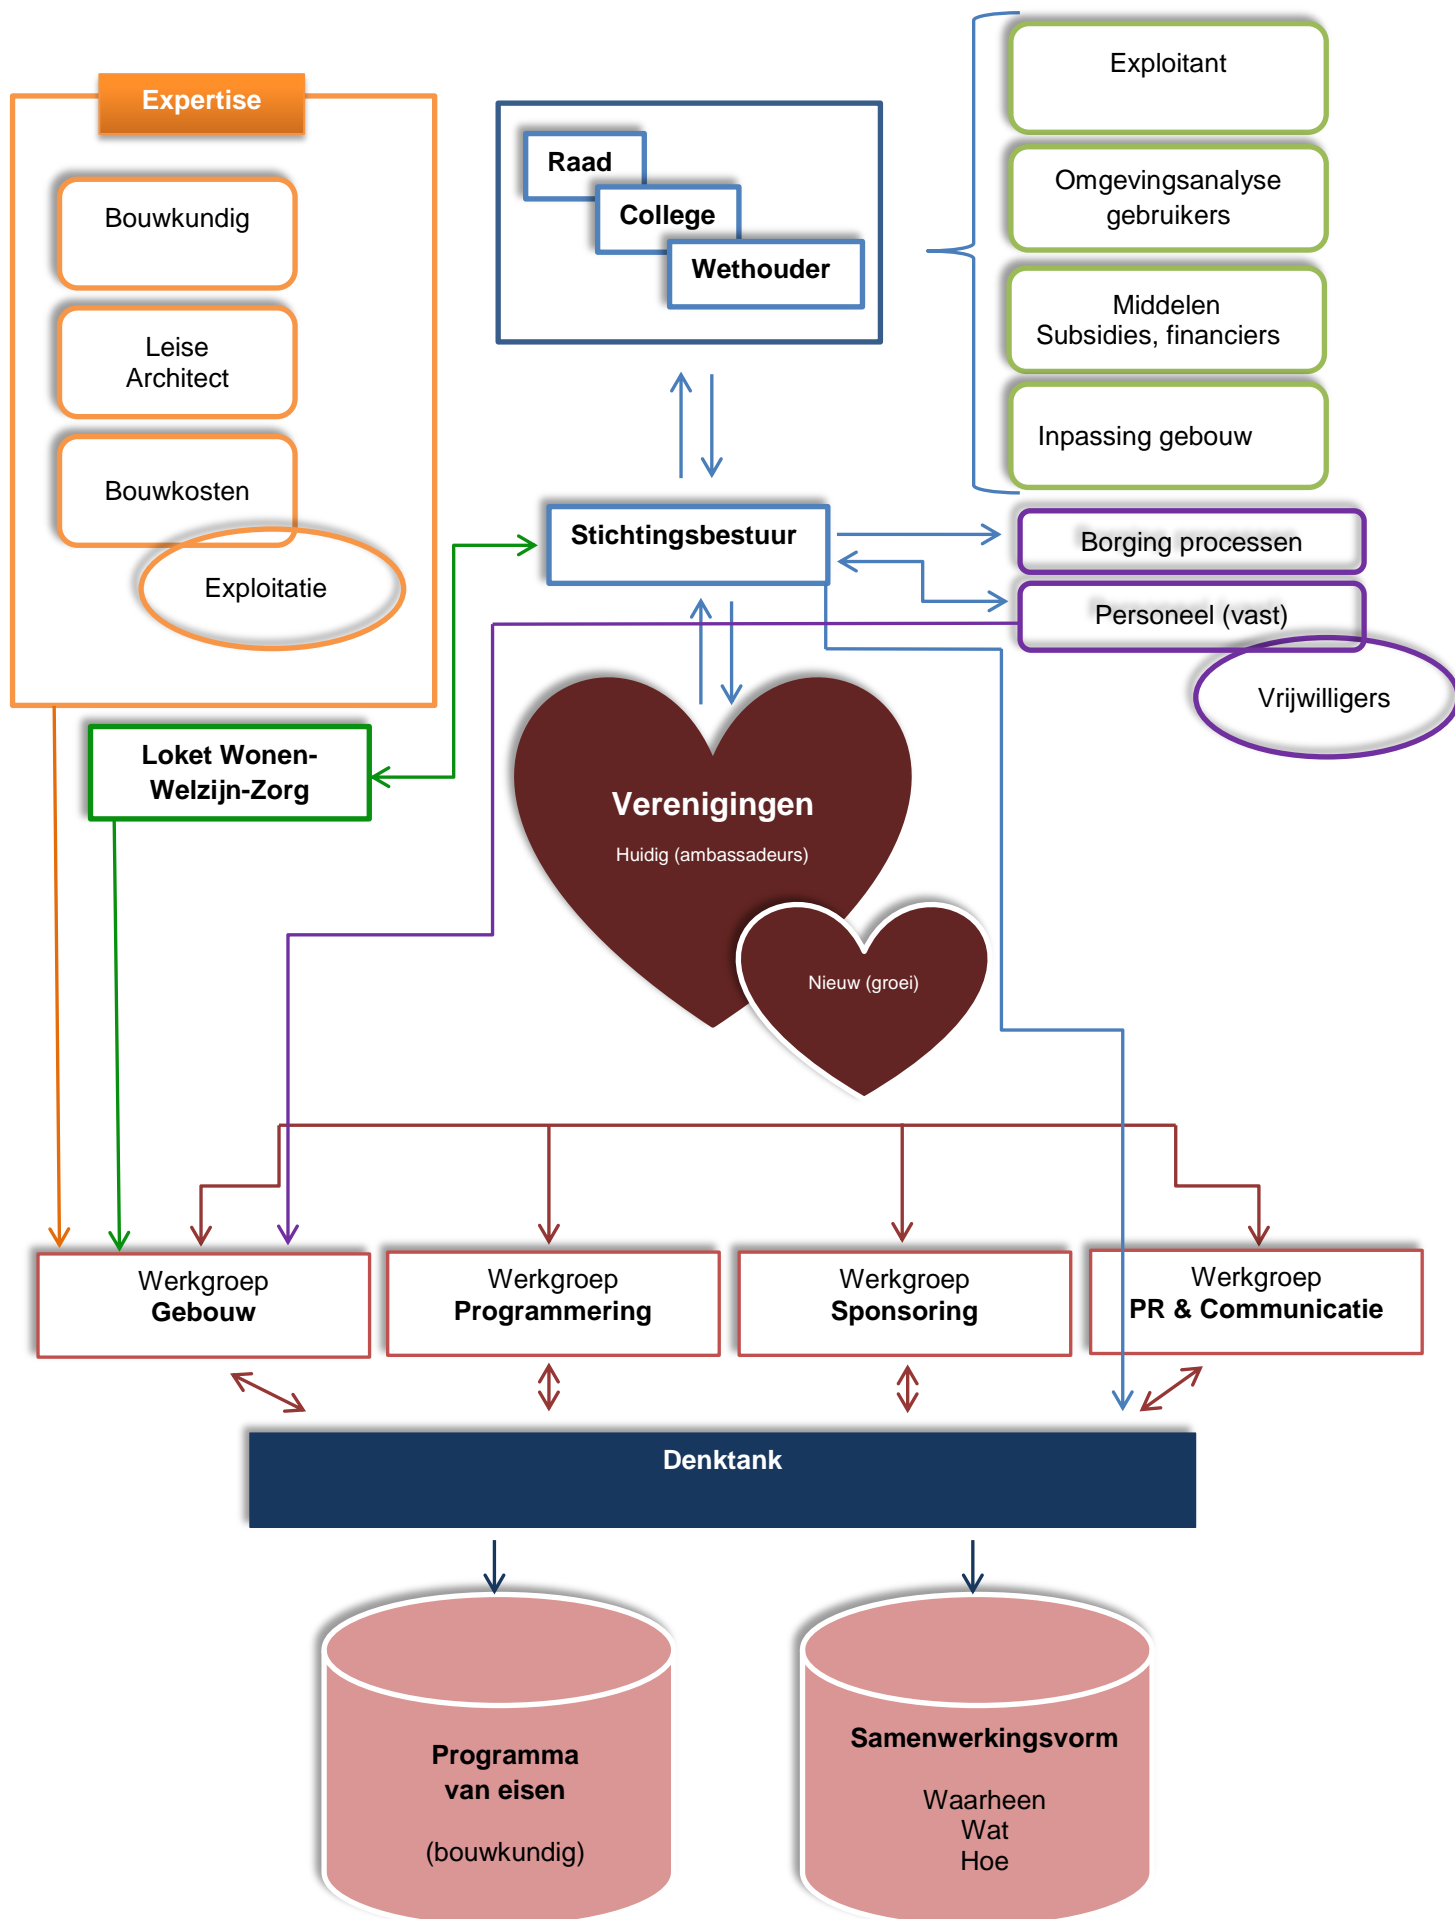 Expertise
Bouwkundig
Leise
Architect
Bouwkosten
Exploitatie
Raad
College
Wethouder
Exploitant
Omgevingsanalyse
gebruikers
Middelen
Subsidies, financiers
Inpassing gebouw
Stichtingsbestuur
Borging processen
Personeel (vast)
Vrijwilligers
Loket Wonen-
Welzijn-Zorg
Verenigingen
Huidig (ambassadeurs)
Nieuw (groei)
Werkgroep
Gebouw
Werkgroep
Programmering
Werkgroep
Sponsoring
Werkgroep
PR & Communicatie
Denktank
Programma
van eisen
(bouwkundig)
Samenwerkingsvorm
Waarheen
Wat
Hoe